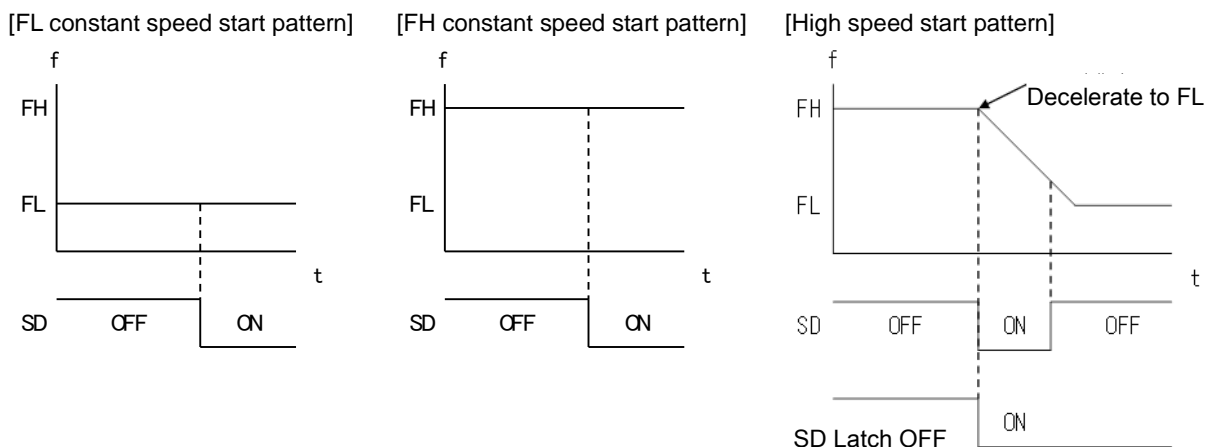 [FL constant speed start pattern]
[FH constant speed start pattern]
[High speed start pattern]
f
FH
FL
t
SD
OFF
ON
f
FH
FL
t
SD
OFF
ON
f
Decelerate to FL
FH
FL
t
SD
OFF
ON
OFF
ON
SD Latch OFF